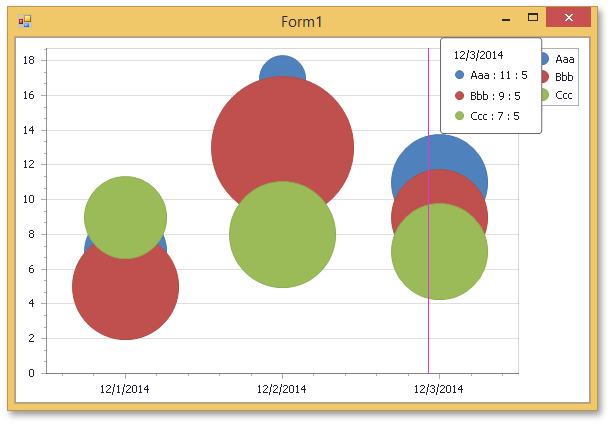 Form1
12/3/2014
Aaa : 11 : 5
Bbb : 9 : 5
Ccc : 7 : 5
Aaa
Bbb
Ccc
18
16
14
12
10
8
6
4
2
0
12/1/2014 12/2/2014 12/3/2014